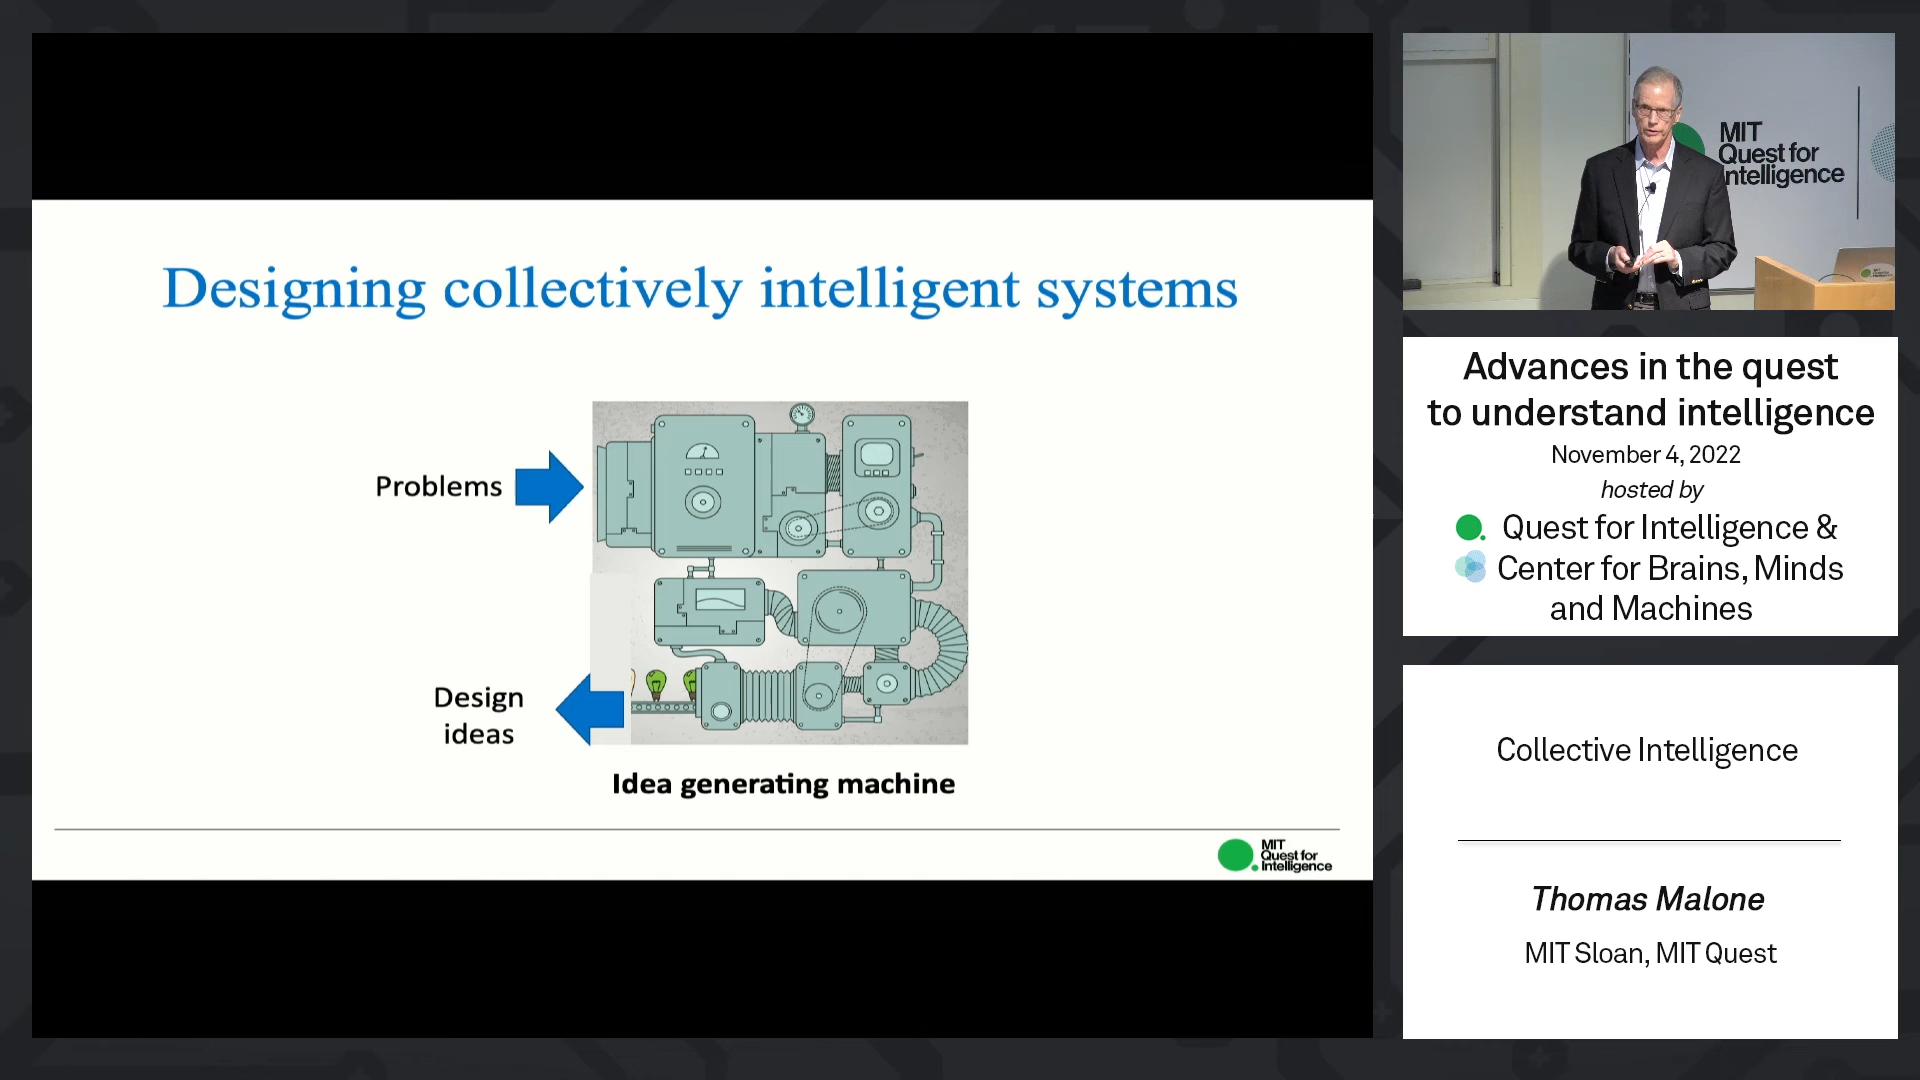 Designing collectively intelligent systems
Problems
Design
ideas
Idea generating machine
MIT
Quest for
Intelligence
MIT
Quest for
Intelligence
Advances in the quest
to understand intelligence
November 4, 2022
hosted by
Quest for Intelligence &
Center for Brains, Minds
and Machines
Collective Intelligence
Thomas Malone
MIT Sloan, MIT Quest